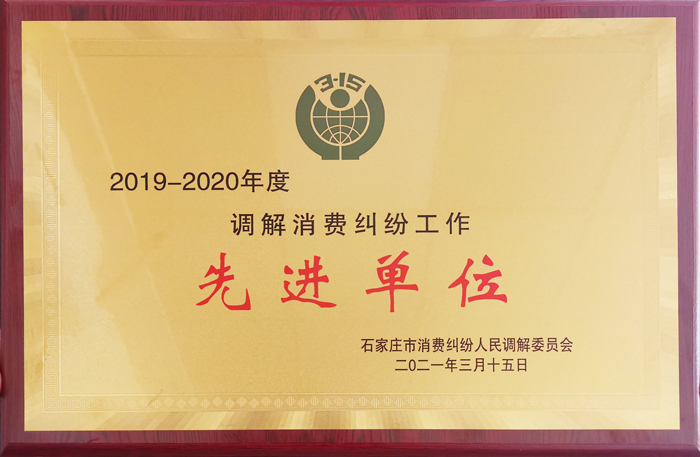 3·15
2019-2020年度
调解消费纠纷工作
先进单位
石家庄市消费纠纷人民调解委员会
二〇二一年三月十五日